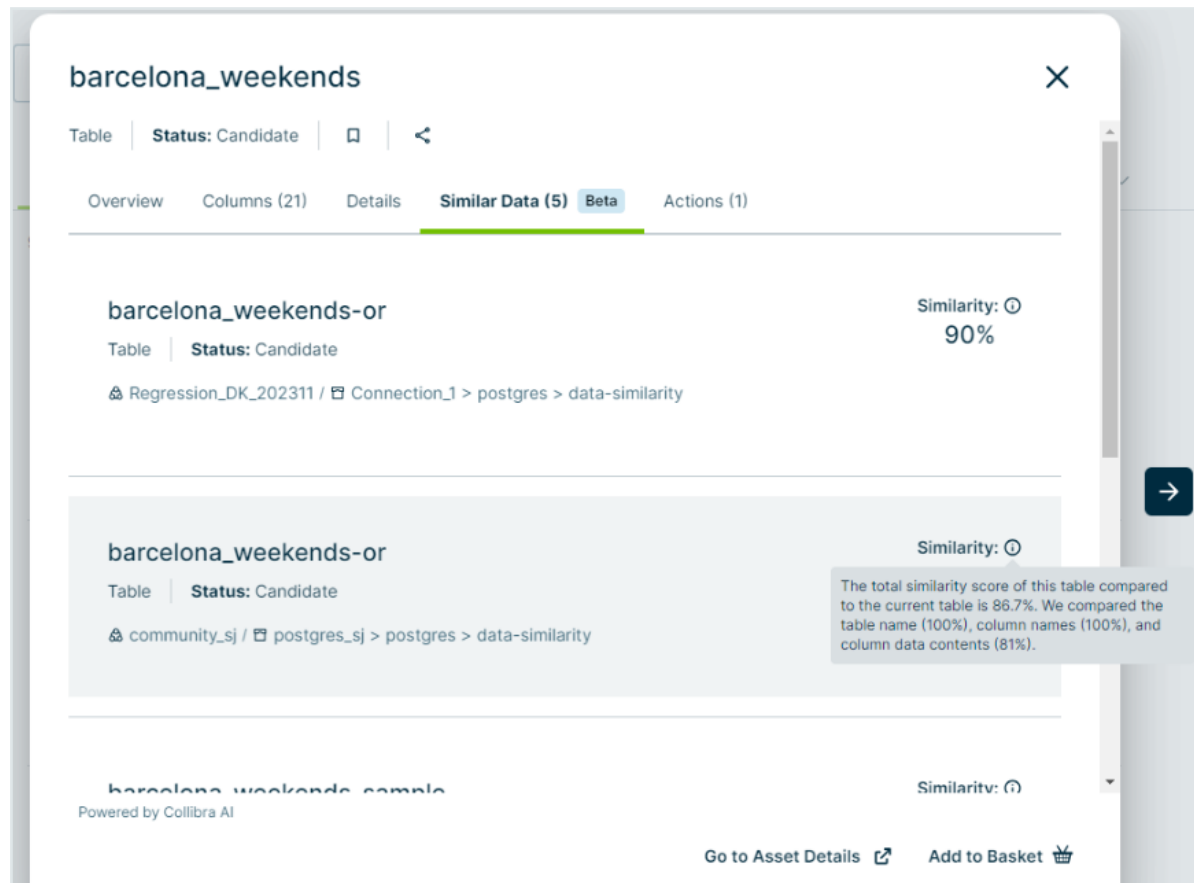 barcelona_weekends
Table Status: Candidate
Overview Columns (21) Details Similar Data (5) Beta Actions (1)
barcelona_weekends-or Similarity:
Table Status: Candidate 90%
Regression_DK_202311 / Connection_1 > postgres > data-similarity
barcelona_weekends-or Similarity:
Table Status: Candidate
community_sj / postgres_sj > postgres > data-similarity
The total similarity score of this table compared
to the current table is 86.7%. We compared the
table name (100%), column names (100%), and
column data contents (81%).
barcelona_weekends_sample Similarity:
Powered by Collibra AI
Go to Asset Details Add to Basket